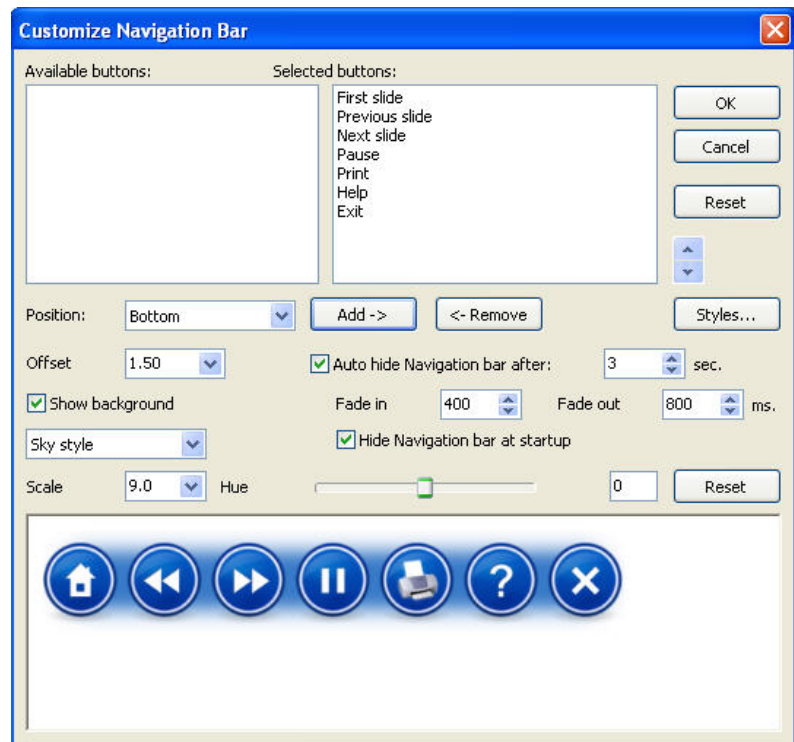 Customize Navigation Bar
Available buttons: Selected buttons:
First slide
Previous slide
Next slide
Pause
Print
Help
Exit
OK
Cancel
Reset
Position: Bottom Add -> <- Remove Styles...
Offset 1.50 Auto hide Navigation bar after: 3 sec.
Show background Fade in 400 Fade out 800 ms.
Sky style Hide Navigation bar at startup
Scale 9.0 Hue 0 Reset
?